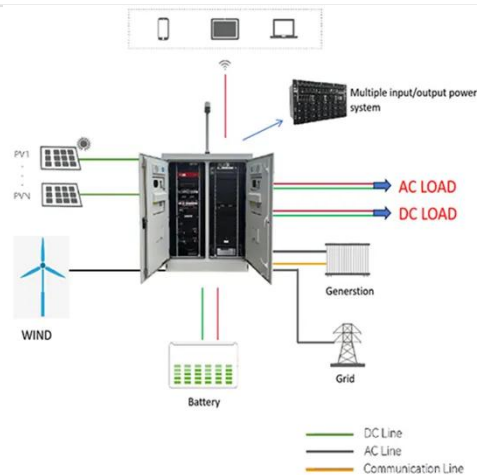 Multiple input/output power
system
PV1
PVN
AC LOAD
DC LOAD
Generstion
WIND
Grid
Battery
DC Line
AC Line
Communication Line